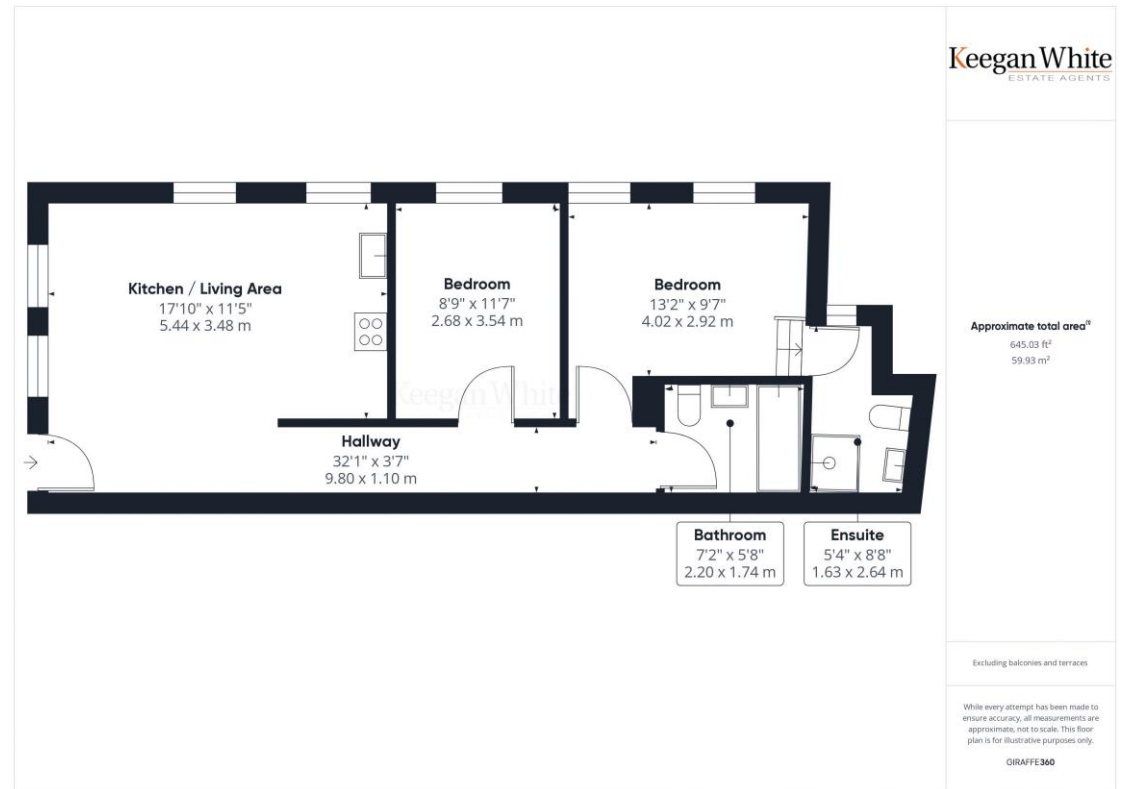 Keegan White
ESTATE AGENTS
Kitchen / Living Area
17'10" x 11'5"
5.44 x 3.48 m
Bedroom
8'9" x 11'7"
2.68 x 3.54 m
Bedroom
13'2" x 9'7"
4.02 x 2.92 m
Keegan White
Hallway
32'1" x 3'7"
9.80 x 1.10 m
Bathroom
7'2" x 5'8"
2.20 x 1.74 m
Ensuite
5'4" x 8'8"
1.63 x 2.64 m
Approximate total area⁽¹⁾
645.03 ft²
59.93 m²
Excluding balconies and terraces
While every attempt has been made to
ensure accuracy, all measurements are
approximate, not to scale. This floor
plan is for illustrative purposes only.
GIRAFFE360